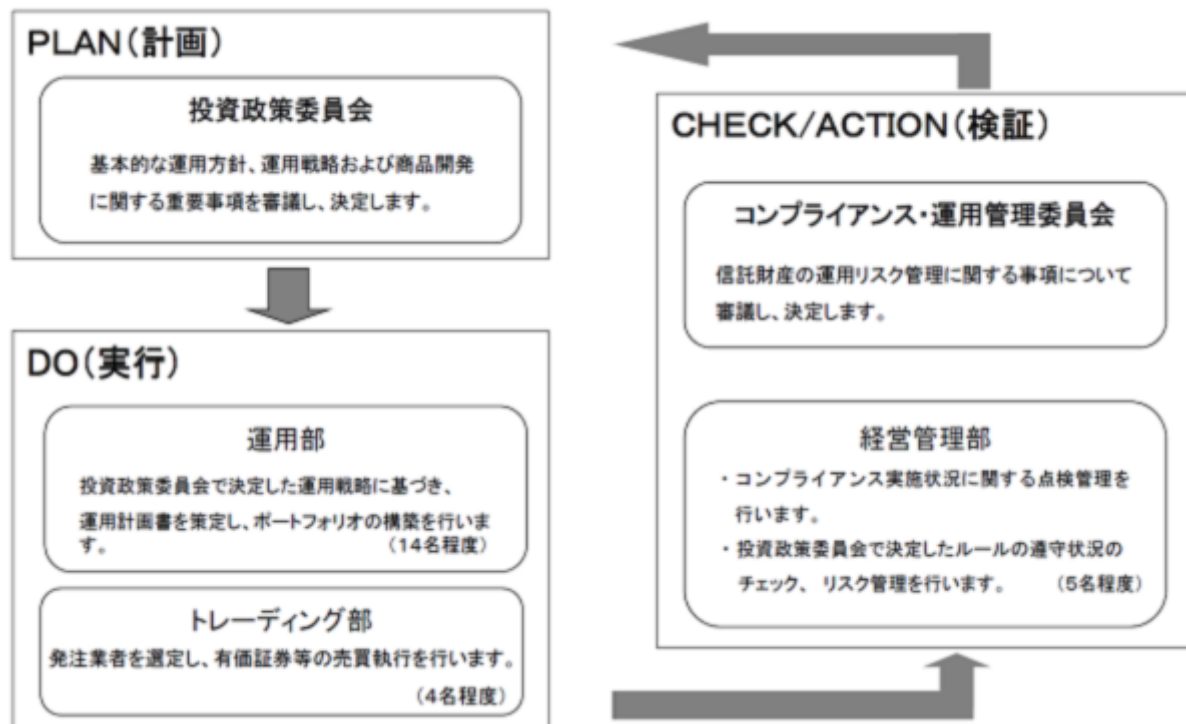 PLAN(計画)
投資政策委員会
基本的な運用方針、運用戦略および商品開発
に関する重要事項を審議し、決定します。
DO(実行)
運用部
投資政策委員会で決定した運用戦略に基づき、
運用計画書を策定し、ポートフォリオの構築を行いま
す。 (14名程度)
トレーディング部
発注業者を選定し、有価証券等の売買執行を行います。
(4名程度)
CHECK/ACTION(検証)
コンプライアンス・運用管理委員会
信託財産の運用リスク管理に関する事項について
審議し、決定します。
経営管理部
・コンプライアンス実施状況に関する点検管理を
行います。
・投資政策委員会で決定したルールの遵守状況の
チェック、 リスク管理を行います。 (5名程度)